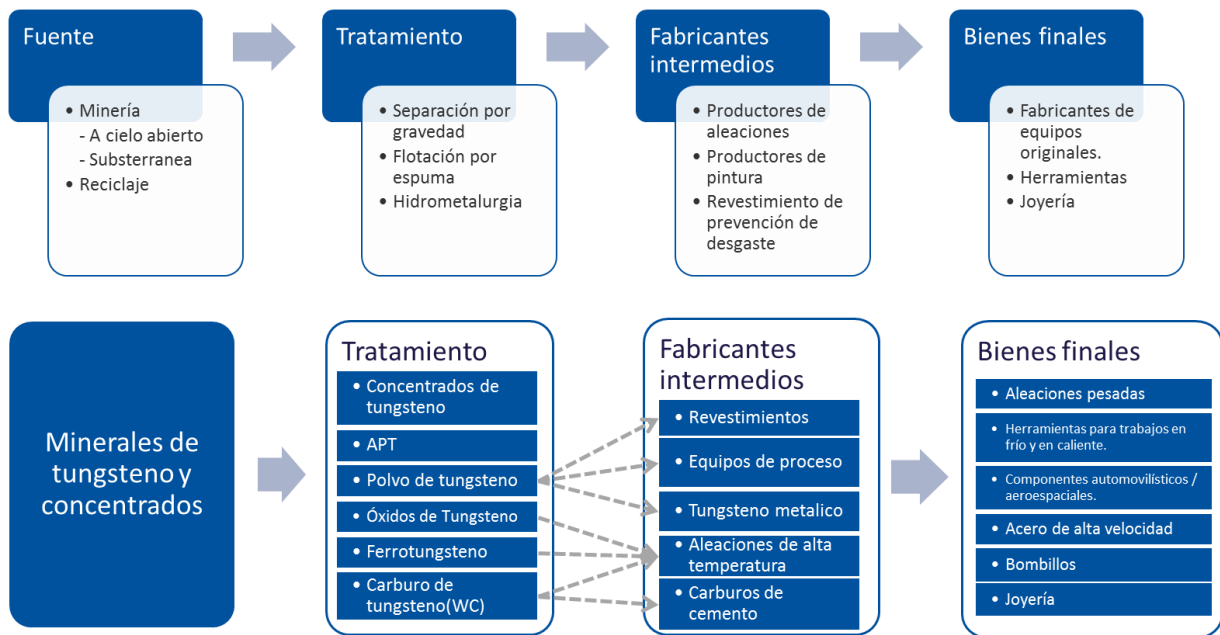 Fuente
• Minería
- A cielo abierto
- Substerranea
• Reciclaje
Tratamiento
• Separación por
gravedad
• Flotación por
espuma
• Hidrometalurgia
Fabricantes
intermedios
• Productores de
aleaciones
• Productores de
pintura
• Revestimiento de
prevención de
desgaste
Bienes finales
• Fabricantes de
equipos
originales.
• Herramientas
• Joyería
Minerales de
tungsteno y
concentrados
Tratamiento
• Concentrados de
tungsteno
• APT
• Polvo de tungsteno
• Óxidos de Tungsteno
• Ferrotungsteno
• Carburo de
tungsteno(WC)
Fabricantes
intermedios
• Revestimientos
• Equipos de proceso
• Tungsteno metalico
• Aleaciones de alta
temperatura
• Carburos de
cemento
Bienes finales
• Aleaciones pesadas
• Herramientas para trabajos en
frío y en caliente.
• Componentes automovilísticos /
aeroespaciales.
• Acero de alta velocidad
• Bombillos
• Joyería